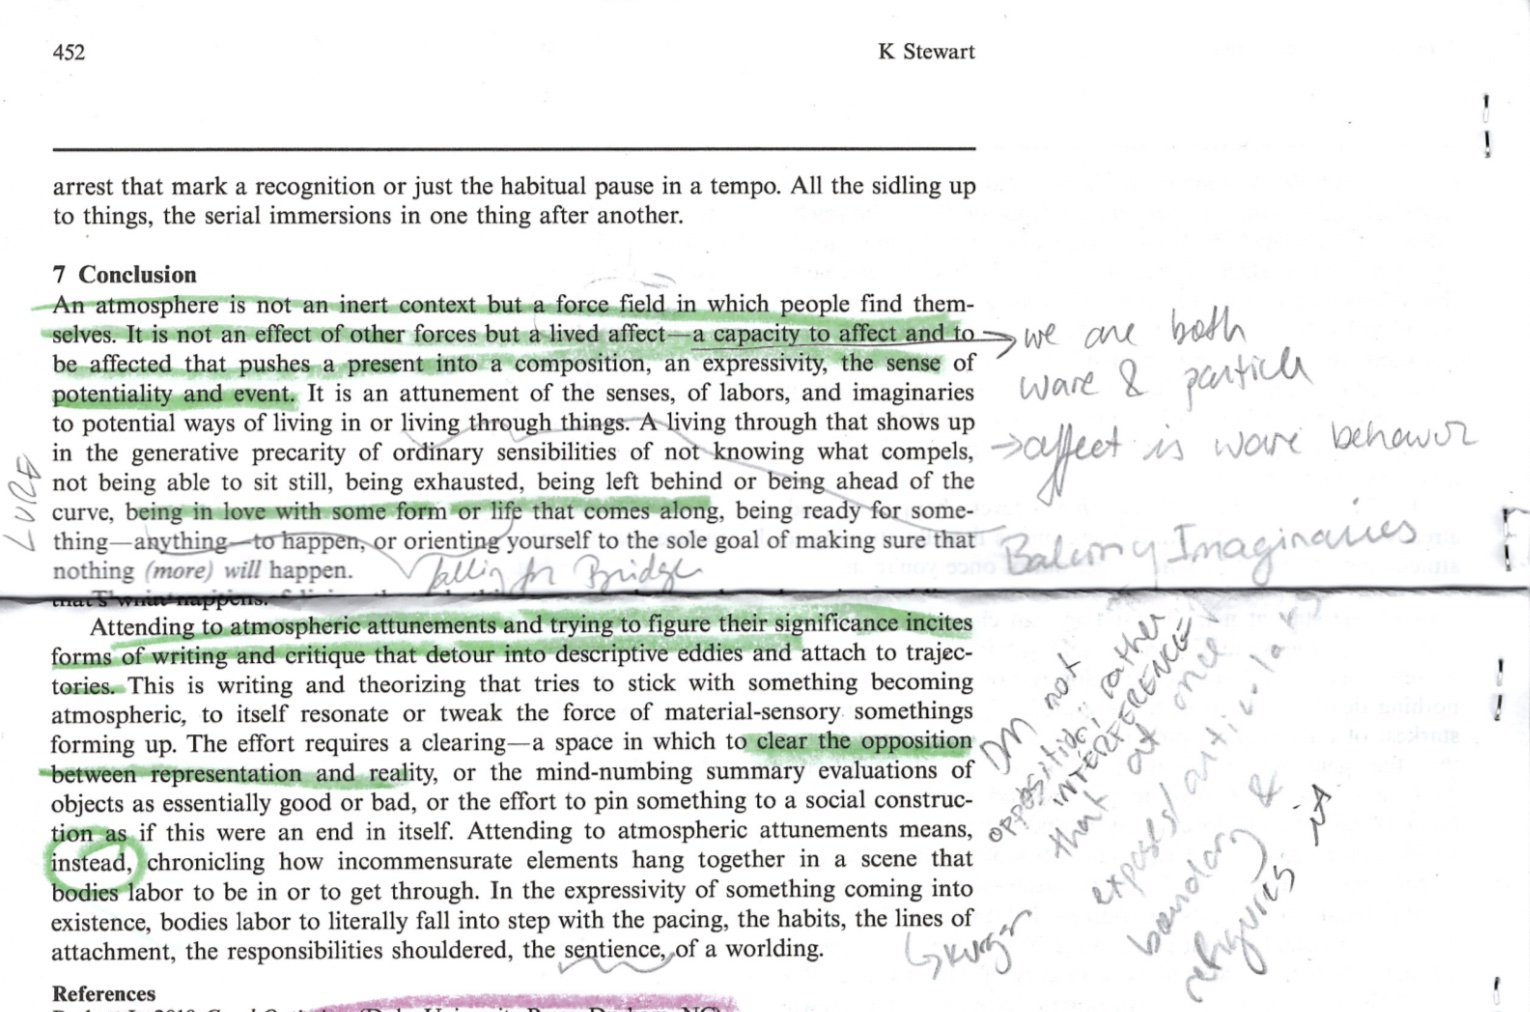 452
K Stewart
arrest that mark a recognition or just the habitual pause in a tempo. All the sidling up
to things, the serial immersions in one thing after another.
7 Conclusion
An atmosphere is not an inert context but a force field in which people find them-
selves. It is not an effect of other forces but a lived affect—a capacity to affect and to
be affected that pushes a present into a composition, an expressivity, the sense of
potentiality and event. It is an attunement of the senses, of labors, and imaginaries
to potential ways of living in or living through things. A living through that shows up
in the generative precarity of ordinary sensibilities of not knowing what compels,
not being able to sit still, being exhausted, being left behind or being ahead of the
curve, being in love with some form or life that comes along, being ready for some-
thing—anything—to happen, or orienting yourself to the sole goal of making sure that
nothing (more) will happen.
we are both
wave & particle
→ affect is wave behavior
LURE
Balcony Imaginaries
falling for Bridge
that's what happens.
Attending to atmospheric attunements and trying to figure their significance incites
forms of writing and critique that detour into descriptive eddies and attach to trajec-
tories. This is writing and theorizing that tries to stick with something becoming
atmospheric, to itself resonate or tweak the force of material-sensory somethings
forming up. The effort requires a clearing—a space in which to clear the opposition
between representation and reality, or the mind-numbing summary evaluations of
objects as essentially good or bad, or the effort to pin something to a social construc-
tion as if this were an end in itself. Attending to atmospheric attunements means,
instead, chronicling how incommensurate elements hang together in a scene that
bodies labor to be in or to get through. In the expressivity of something coming into
existence, bodies labor to literally fall into step with the pacing, the habits, the lines of
attachment, the responsibilities shouldered, the sentience, of a worlding.
not
opposition; rather
INTERFERENCE
that at once
exposes/articulates
boundary &
refigures it
References